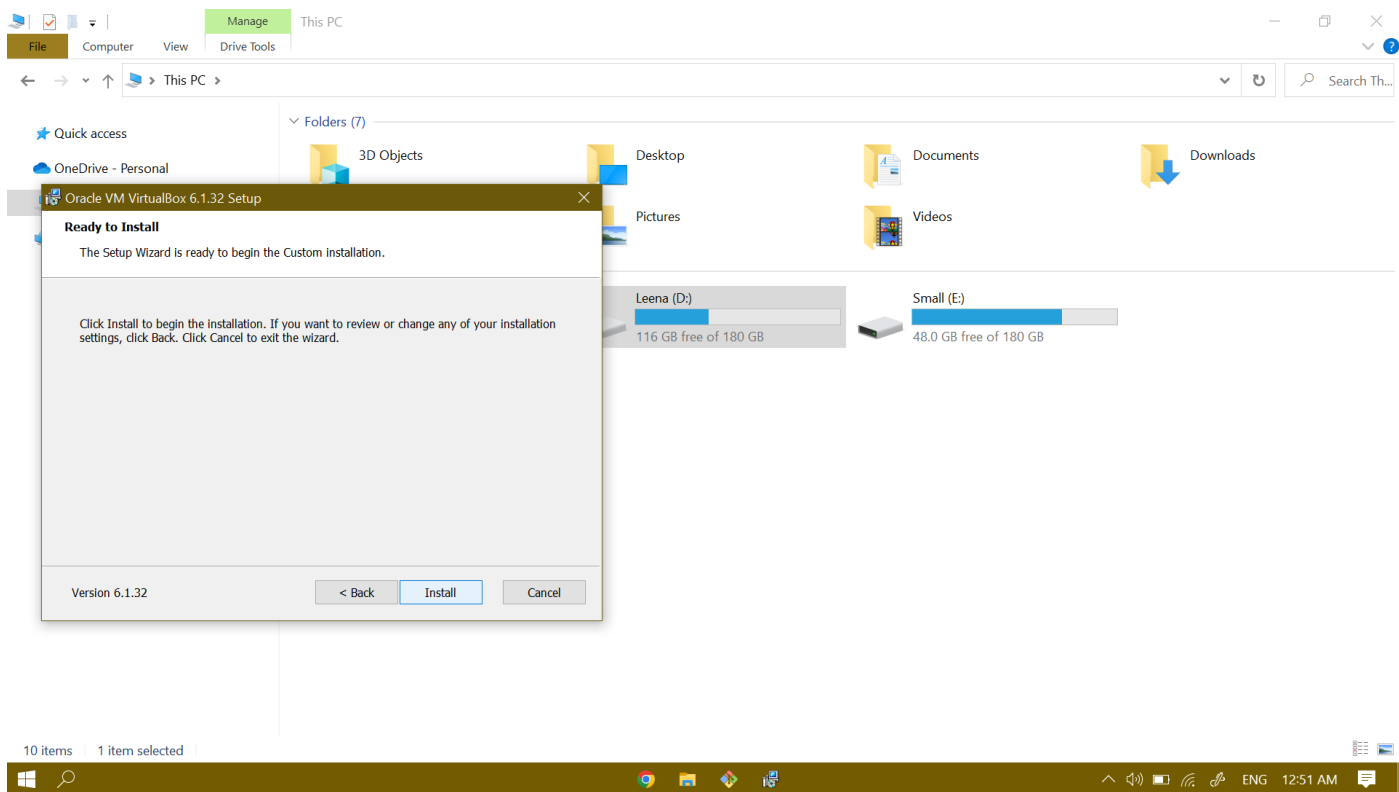 Manage
This PC
File
Computer
View
Drive Tools
This PC
Search Th...
Quick access
OneDrive - Personal
Folders (7)
3D Objects
Desktop
Documents
Downloads
Pictures
Videos
Oracle VM VirtualBox 6.1.32 Setup
Ready to Install
The Setup Wizard is ready to begin the Custom installation.
Click Install to begin the installation. If you want to review or change any of your installation
settings, click Back. Click Cancel to exit the wizard.
Version 6.1.32
< Back
Install
Cancel
Leena (D:)
116 GB free of 180 GB
Small (E:)
48.0 GB free of 180 GB
10 items
1 item selected
ENG
12:51 AM